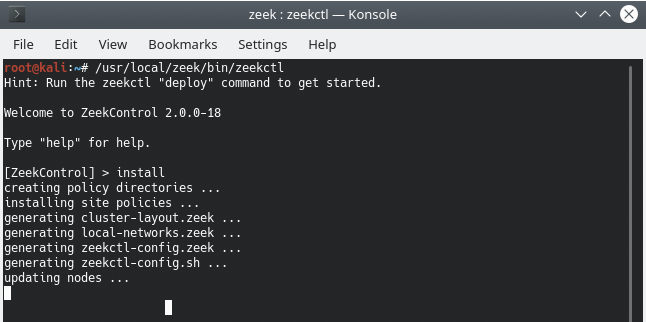 zeek : zeekctl — Konsole
File Edit View Bookmarks Settings Help
root@kali:~# /usr/local/zeek/bin/zeekctl
Hint: Run the zeekctl "deploy" command to get started.
Welcome to ZeekControl 2.0.0-18
Type "help" for help.
[ZeekControl] > install
creating policy directories ...
installing site policies ...
generating cluster-layout.zeek ...
generating local-networks.zeek ...
generating zeekctl-config.zeek ...
generating zeekctl-config.sh ...
updating nodes ...